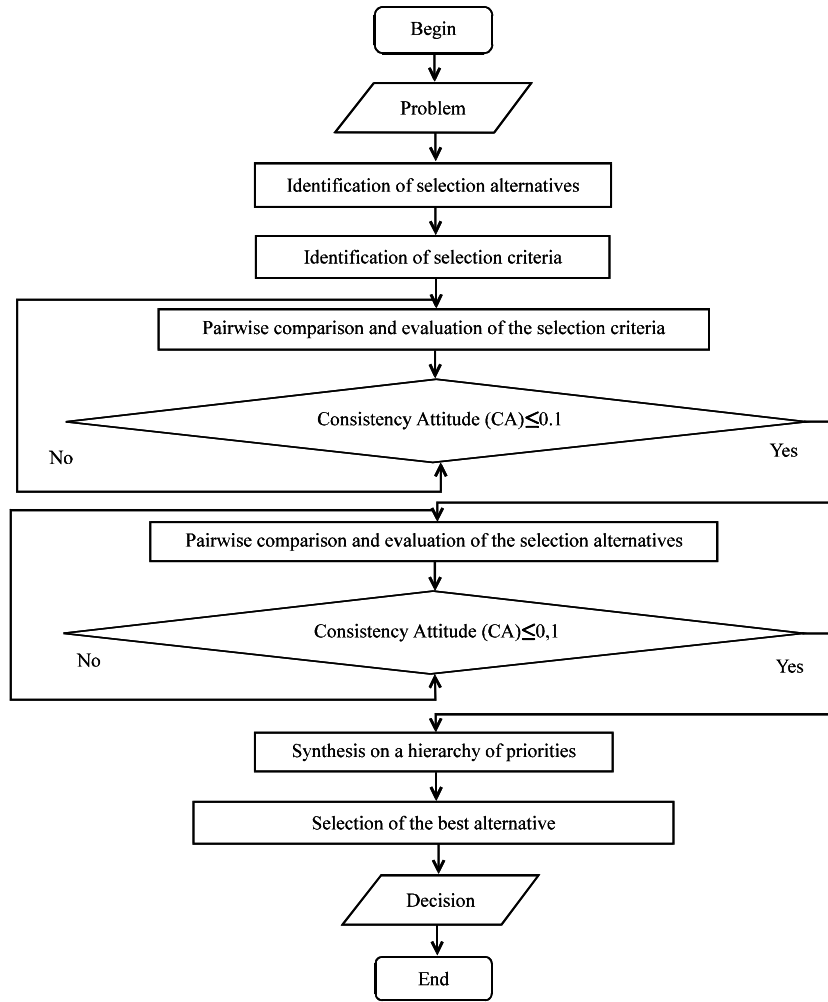 Begin
Problem
Identification of selection alternatives
Identification of selection criteria
Pairwise comparison and evaluation of the selection criteria
Consistency Attitude (CA)≤0.1
No
Yes
Pairwise comparison and evaluation of the selection alternatives
Consistency Attitude (CA)≤0,1
No
Yes
Synthesis on a hierarchy of priorities
Selection of the best alternative
Decision
End